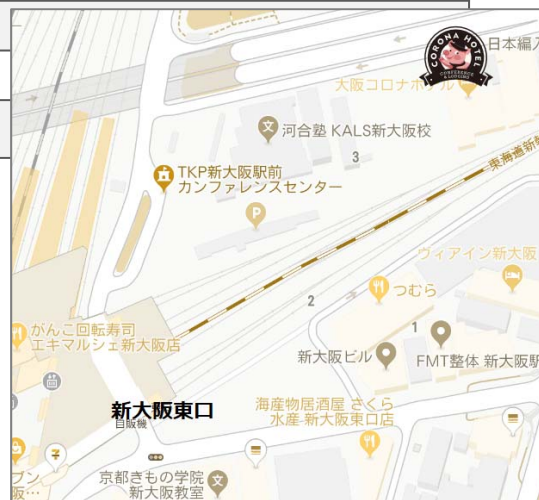 CORONA HOTEL
CONFERENCE
& LODGING
日本編入
大阪コロナホテル
河合塾 KALS新大阪校
3
東海道新幹
TKP新大阪駅前
カンファレンスセンター
P
ヴィアイン新大阪
つむら
2
がんこ回転寿司
エキマルシェ新大阪店
1
新大阪ビル
FMT整体 新大阪駅
新大阪東口
自販機
海産物居酒屋 さくら
水産 新大阪東口店
ブン
阪…
京都きもの学院
新大阪教室